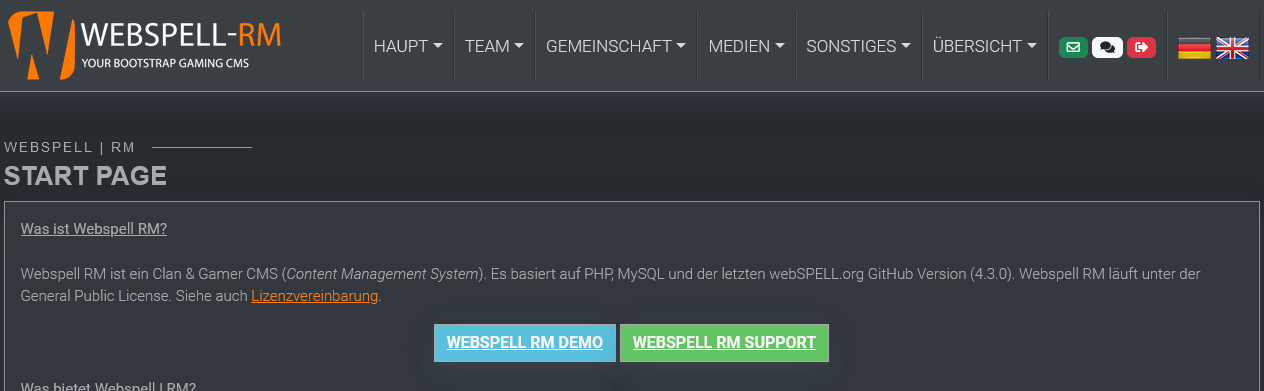 WEBSPELL-RM
YOUR BOOTSTRAP GAMING CMS
HAUPT TEAM GEMEINSCHAFT MEDIEN SONSTIGES ÜBERSICHT
WEBSPELL | RM
START PAGE
Was ist Webspell RM?
Webspell RM ist ein Clan & Gamer CMS (Content Management System). Es basiert auf PHP, MySQL und der letzten webSPELL.org GitHub Version (4.3.0). Webspell RM läuft unter der
General Public License. Siehe auch Lizenzvereinbarung.
WEBSPELL RM DEMO WEBSPELL RM SUPPORT
Was bietet Webspell | RM?